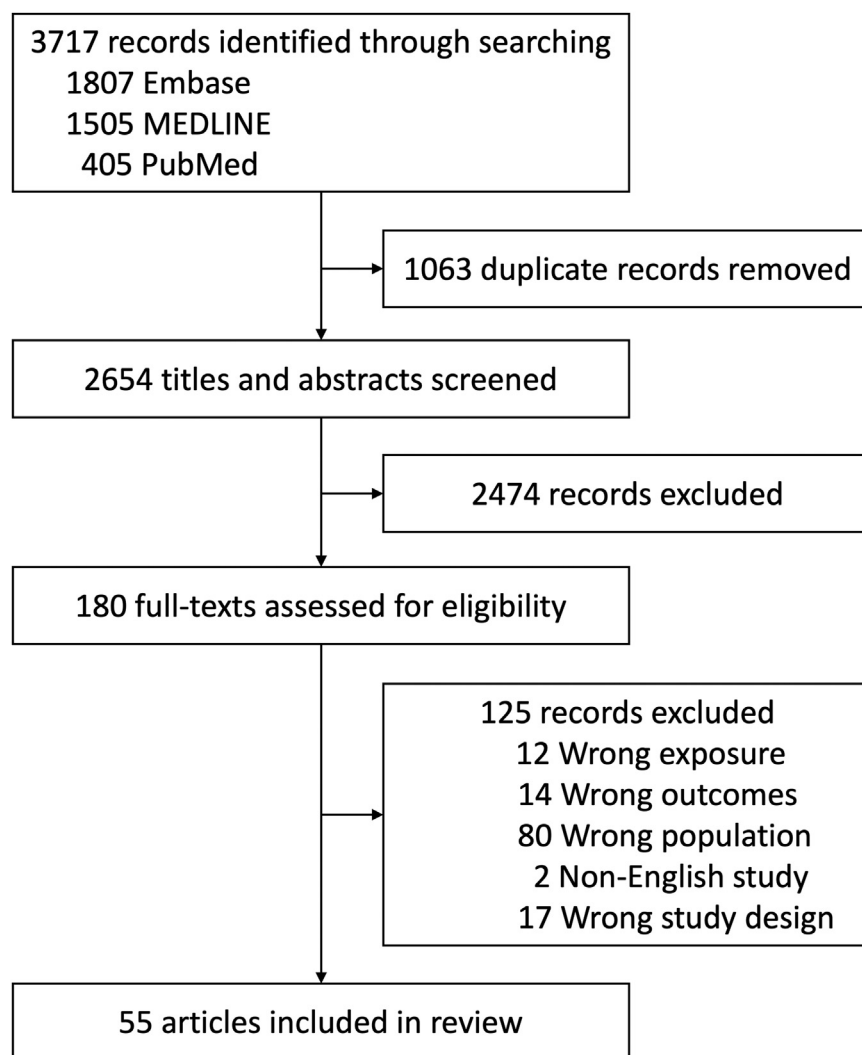 3717 records identified through searching
1807 Embase
1505 MEDLINE
405 PubMed
1063 duplicate records removed
2654 titles and abstracts screened
2474 records excluded
180 full-texts assessed for eligibility
125 records excluded
12 Wrong exposure
14 Wrong outcomes
80 Wrong population
2 Non-English study
17 Wrong study design
55 articles included in review